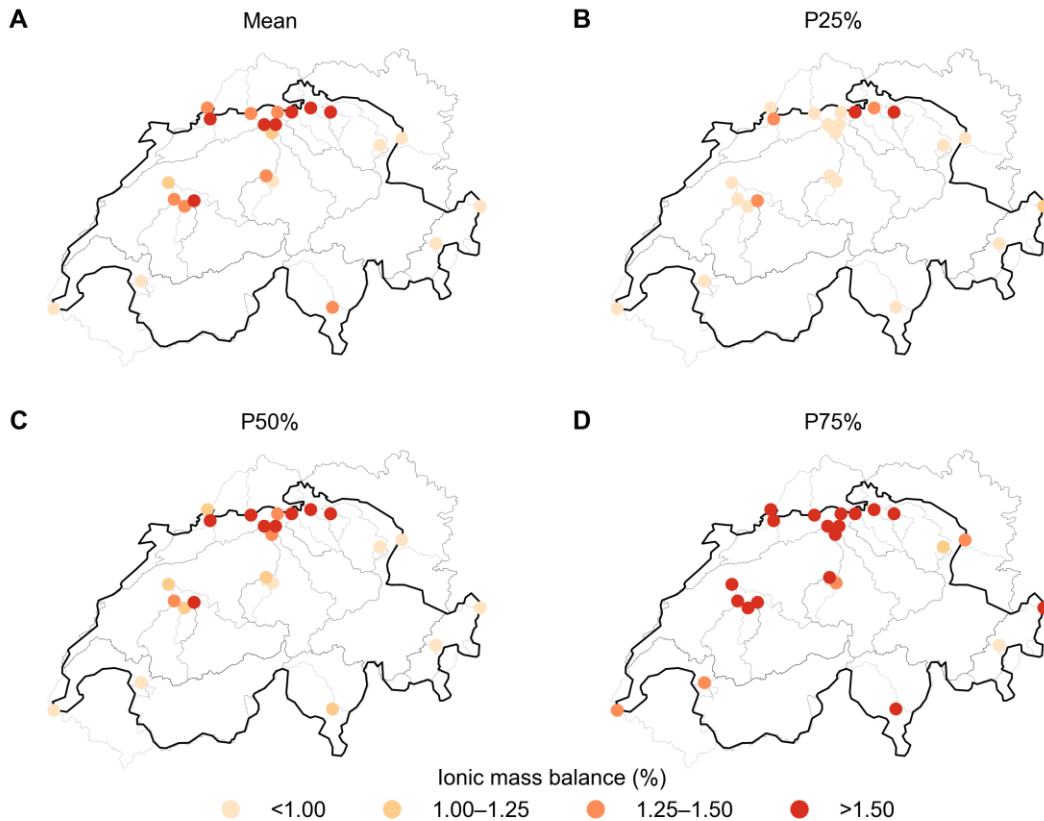 A Mean
B P25%
C P50%
D P75%
Ionic mass balance (%)
<1.00 1.00–1.25 1.25–1.50 >1.50